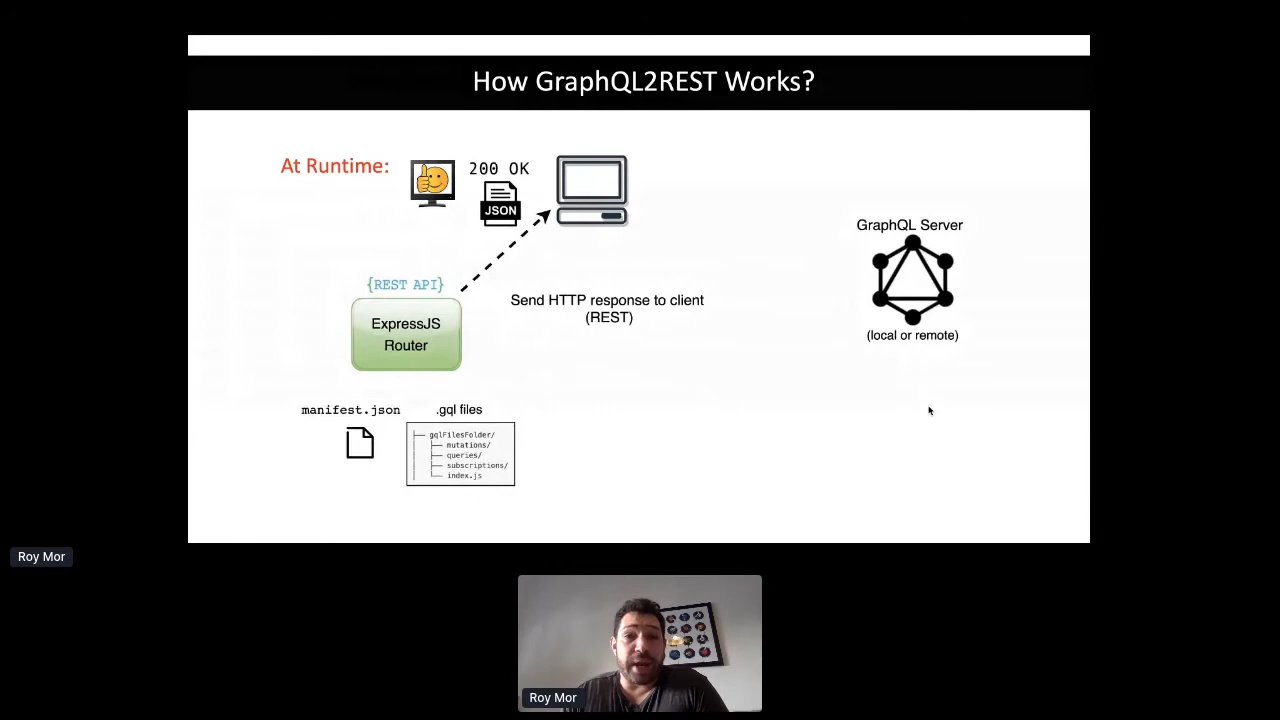 How GraphQL2REST Works?
At Runtime:
200 OK
JSON
GraphQL Server
{REST API}
Send HTTP response to client
(REST)
ExpressJS
Router
(local or remote)
manifest.json
.gql files
gqlFilesFolder/
mutations/
queries/
subscriptions/
index.js
Roy Mor
Roy Mor